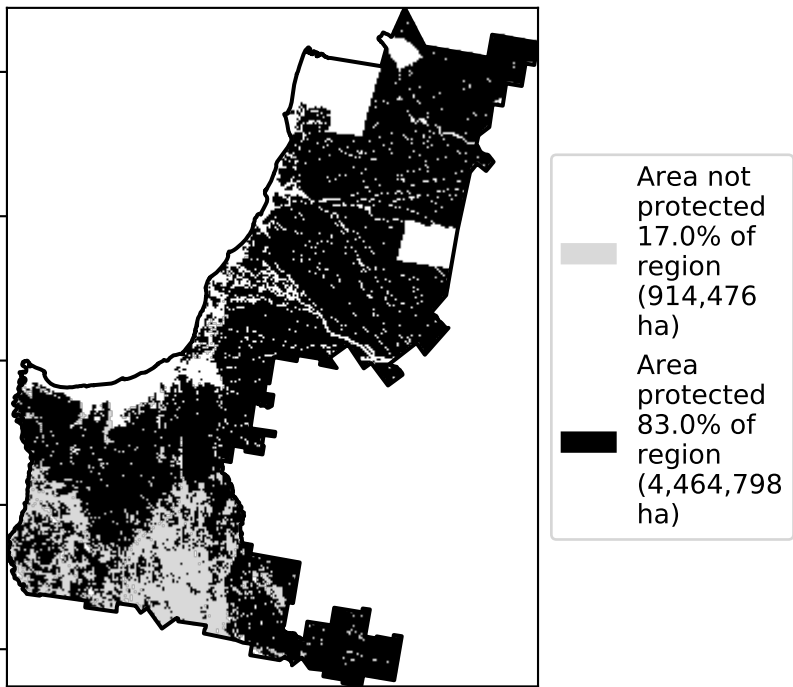 Area not
protected
17.0% of
region
(914,476
ha)
Area
protected
83.0% of
region
(4,464,798
ha)